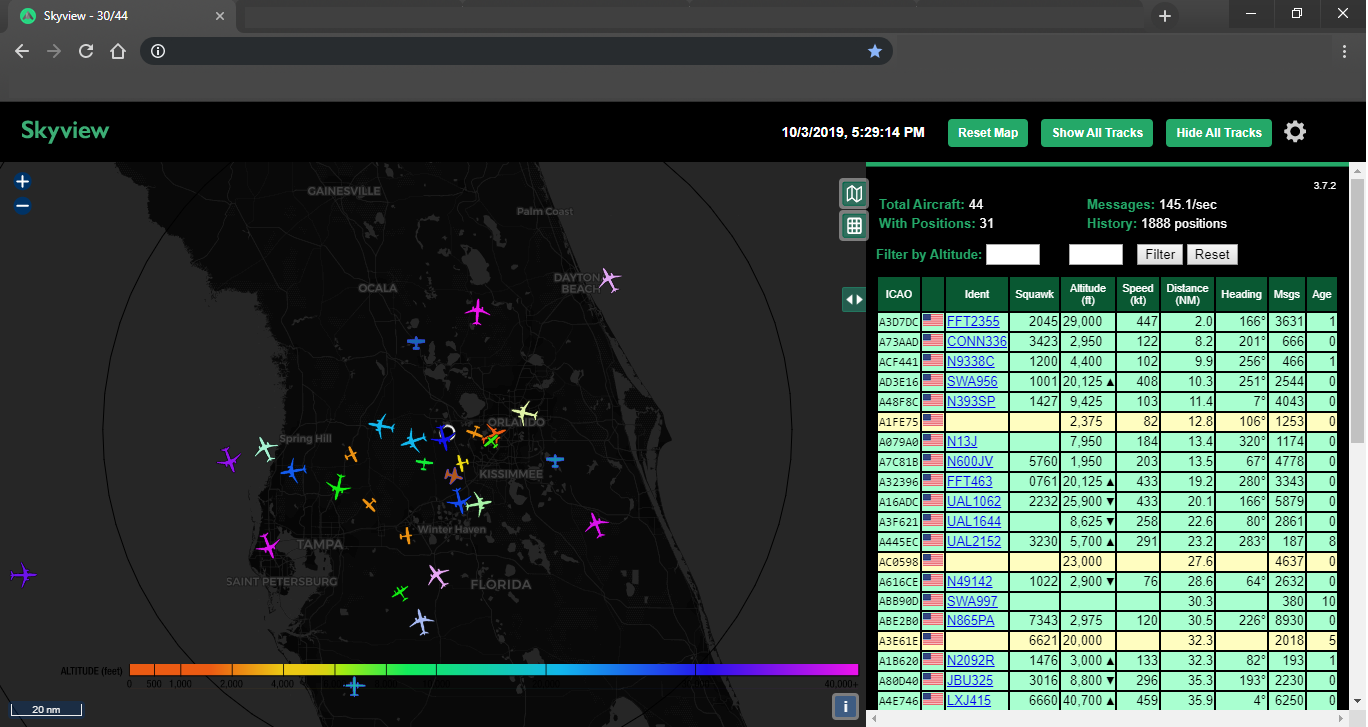 Skyview - 30/44
Skyview
10/3/2019, 5:29:14 PM
Reset Map
Show All Tracks
Hide All Tracks
GAINESVILLE
Palm Coast
DAYTONA BEACH
OCALA
Spring Hill
ORLANDO
KISSIMMEE
Winter Haven
TAMPA
SAINT PETERSBURG
FLORIDA
ALTITUDE (feet)
0 500 1,000 2,000 4,000 40,000+
20 nm
3.7.2
Total Aircraft: 44 Messages: 145.1/sec
With Positions: 31 History: 1888 positions
Filter by Altitude: Filter Reset
ICAO Ident Squawk Altitude (ft) Speed (kt) Distance (NM) Heading Msgs Age
A3D7DC FFT2355 2045 29,000 447 2.0 166° 3631 1
A73AAD CONN336 3423 2,950 122 8.2 201° 666 0
ACF441 N9338C 1200 4,400 102 9.9 256° 466 1
AD3E16 SWA956 1001 20,125 ▲ 408 10.3 251° 2544 0
A48F8C N393SP 1427 9,425 103 11.4 7° 4043 0
A1FE75 2,375 82 12.8 106° 1253 0
A079A0 N13J 7,950 184 13.4 320° 1174 0
A7C81B N600JV 5760 1,950 203 13.5 67° 4778 0
A32396 FFT463 0761 20,125 ▲ 433 19.2 280° 3343 0
A16ADC UAL1062 2232 25,900 ▼ 433 20.1 166° 5879 0
A3F621 UAL1644 8,625 ▼ 258 22.6 80° 2861 0
A445EC UAL2152 3230 5,700 ▲ 291 23.2 283° 187 8
AC0598 23,000 27.6 4637 0
A616CE N49142 1022 2,900 ▼ 76 28.6 64° 2632 0
ABB90D SWA997 30.3 380 10
ABE2B0 N865PA 7343 2,975 120 30.5 226° 8930 0
A3E61E 6621 20,000 32.3 2018 5
A1B620 N2092R 1476 3,000 ▲ 133 32.3 82° 193 1
A80D40 JBU325 3016 8,800 ▼ 296 35.3 193° 2230 0
A4E746 LXJ415 6660 40,700 ▲ 459 35.9 4° 6250 0